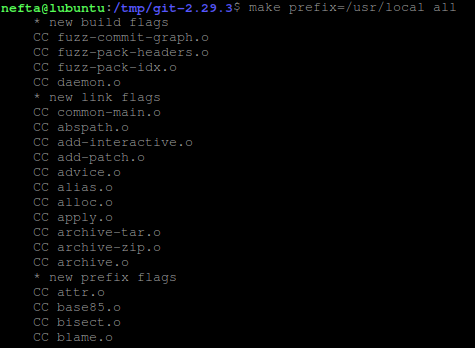 nefta@lubuntu:/tmp/git-2.29.3$ make prefix=/usr/local all
* new build flags
CC fuzz-commit-graph.o
CC fuzz-pack-headers.o
CC fuzz-pack-idx.o
CC daemon.o
* new link flags
CC common-main.o
CC abspath.o
CC add-interactive.o
CC add-patch.o
CC advice.o
CC alias.o
CC alloc.o
CC apply.o
CC archive-tar.o
CC archive-zip.o
CC archive.o
* new prefix flags
CC attr.o
CC base85.o
CC bisect.o
CC blame.o